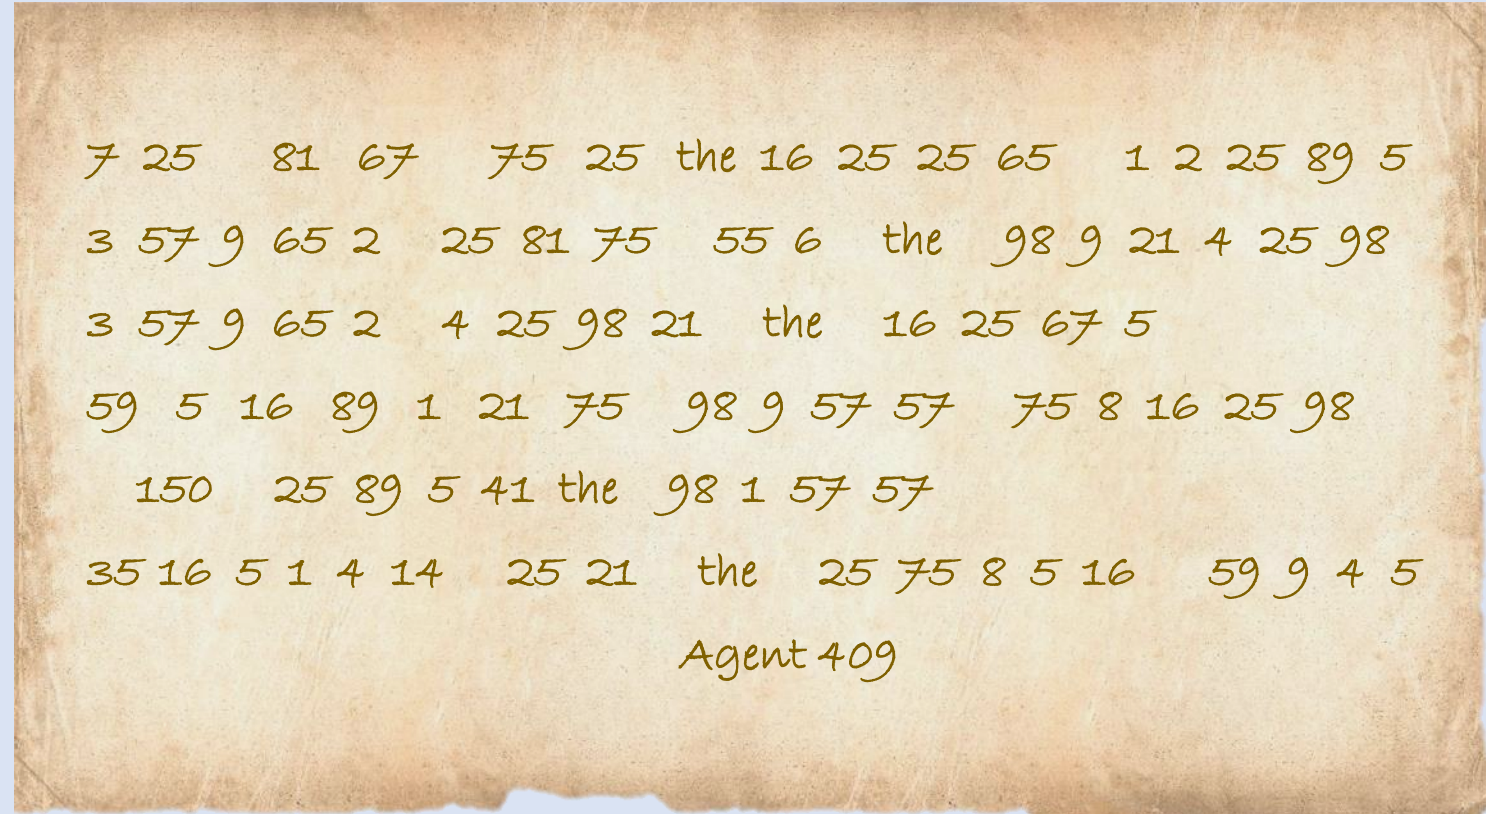 7 25 81 67 75 25 the 16 25 25 65 1 2 25 89 5
3 57 9 65 2 25 81 75 55 6 the 98 9 21 4 25 98
3 57 9 65 2 4 25 98 21 the 16 25 67 5
59 5 16 89 1 21 75 98 9 57 57 75 8 16 25 98
150 25 89 5 41 the 98 1 57 57
35 16 5 1 4 14 25 21 the 25 75 8 5 16 59 9 4 5
Agent 409